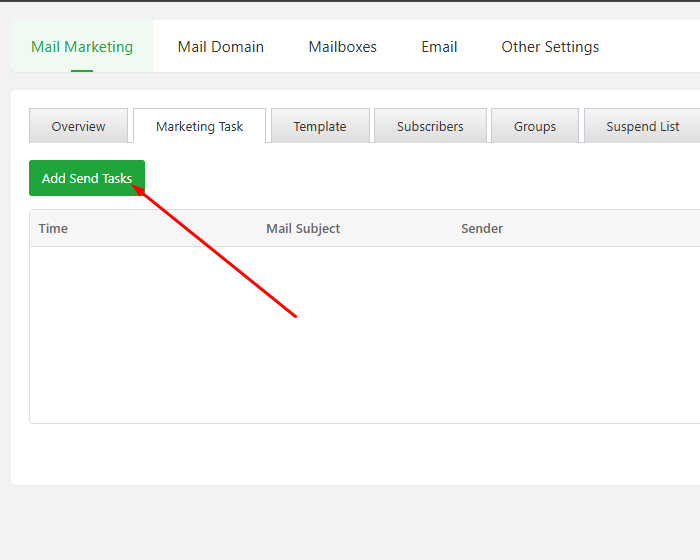 Mail Marketing Mail Domain Mailboxes Email Other Settings
Overview Marketing Task Template Subscribers Groups Suspend List
Add Send Tasks
Time Mail Subject Sender